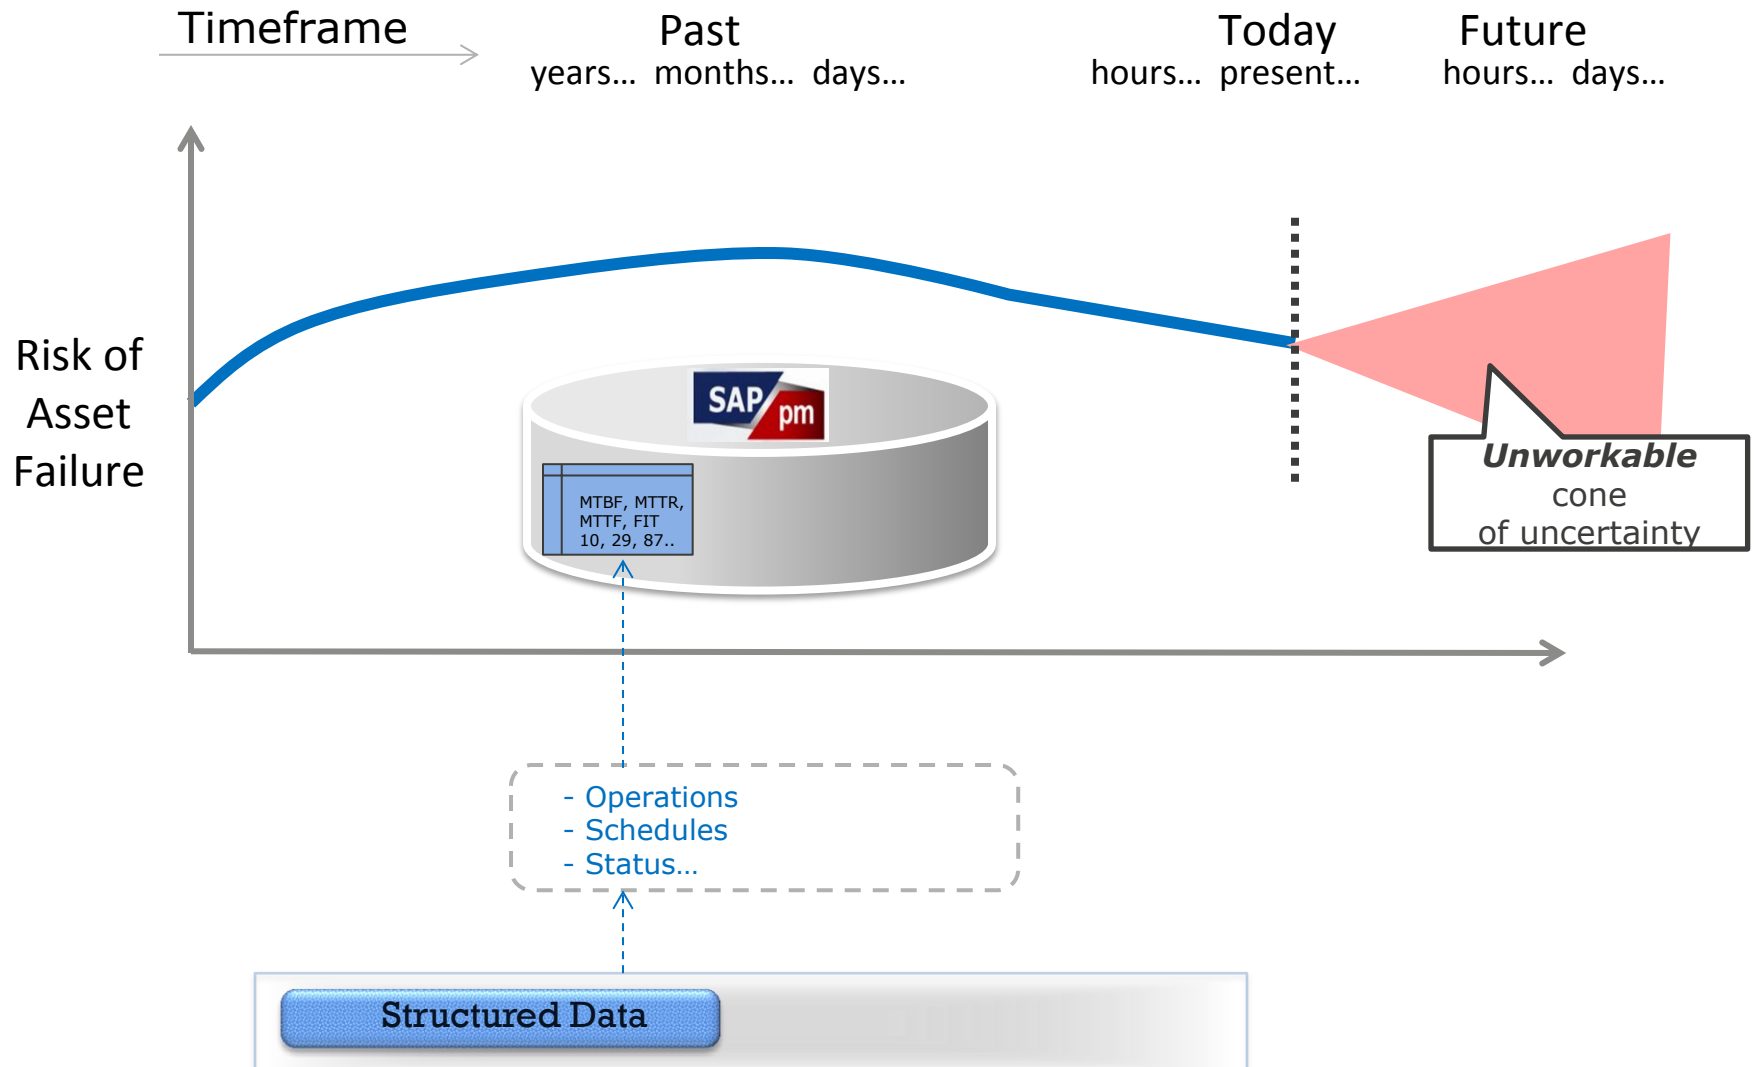 Timeframe
Past
Today
Future
years… months… days…
hours… present…
hours… days…
Risk of
Asset
Failure
SAP pm
MTBF, MTTR,
MTTF, FIT
10, 29, 87..
Unworkable
cone
of uncertainty
- Operations
- Schedules
- Status…
Structured Data